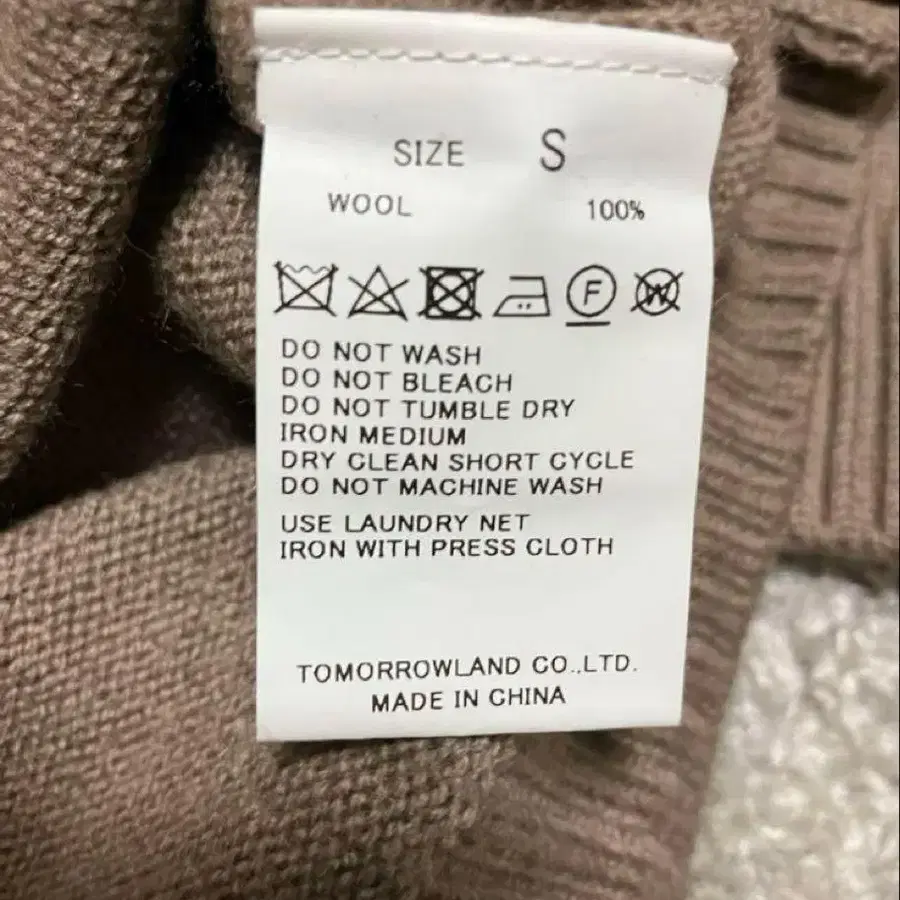 SIZE S
WOOL 100%
F W
DO NOT WASH
DO NOT BLEACH
DO NOT TUMBLE DRY
IRON MEDIUM
DRY CLEAN SHORT CYCLE
DO NOT MACHINE WASH
USE LAUNDRY NET
IRON WITH PRESS CLOTH
TOMORROWLAND CO.,LTD.
MADE IN CHINA